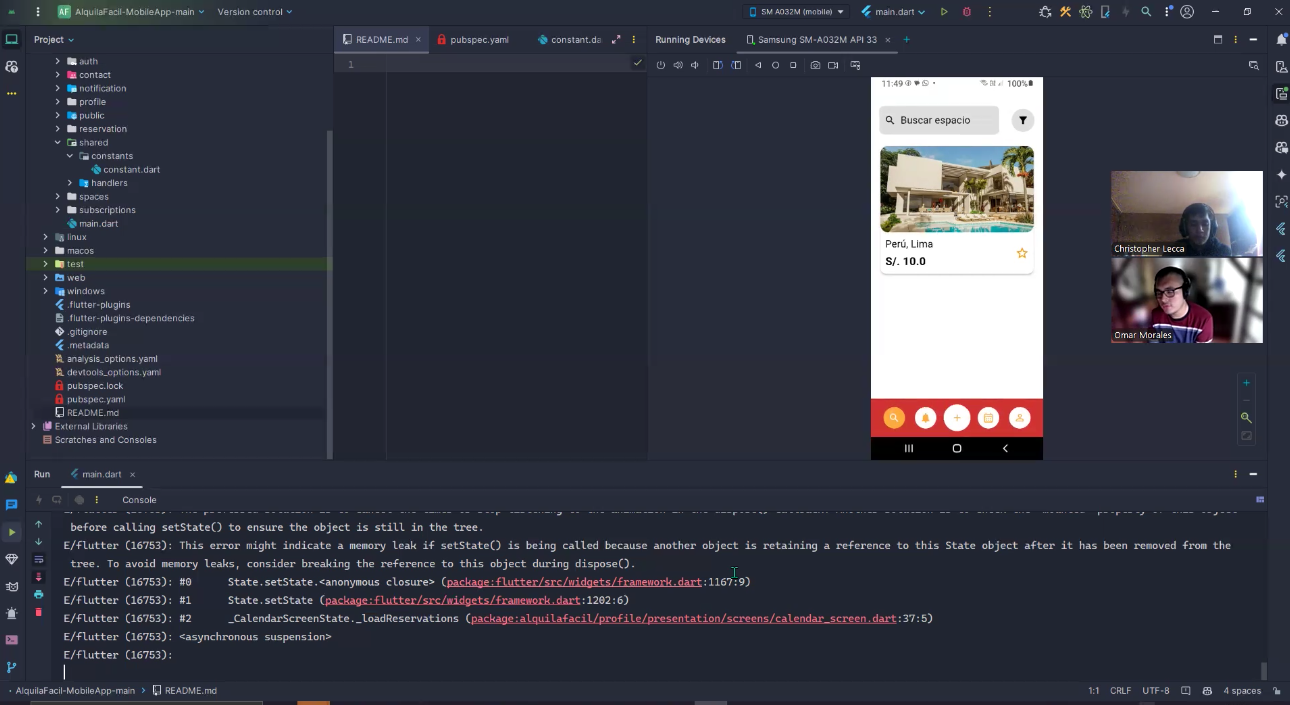 AF AlquilaFacil-MobileApp-main Version control SM A032M (mobile) main.dart
Project README.md pubspec.yaml constant.da Running Devices Samsung SM-A032M API 33
1
auth
contact
notification
profile
public
reservation
shared
constants
constant.dart
handlers
spaces
subscriptions
main.dart
linux
macos
test
web
windows
.flutter-plugins
.flutter-plugins-dependencies
.gitignore
.metadata
analysis_options.yaml
devtools_options.yaml
pubspec.lock
pubspec.yaml
README.md
External Libraries
Scratches and Consoles
11:49 100%
Buscar espacio
Perú, Lima
S/. 10.0
Christopher Lecca
Omar Morales
Run main.dart
Console
before calling setState() to ensure the object is still in the tree.
E/flutter (16753): This error might indicate a memory leak if setState() is being called because another object is retaining a reference to this State object after it has been removed from the
tree. To avoid memory leaks, consider breaking the reference to this object during dispose().
E/flutter (16753): #0 State.setState.<anonymous closure> (package:flutter/src/widgets/framework.dart:1167:9)
E/flutter (16753): #1 State.setState (package:flutter/src/widgets/framework.dart:1202:6)
E/flutter (16753): #2 _CalendarScreenState._loadReservations (package:alquilafacil/profile/presentation/screens/calendar_screen.dart:37:5)
E/flutter (16753): <asynchronous suspension>
E/flutter (16753):
AlquilaFacil-MobileApp-main README.md 1:1 CRLF UTF-8 4 spaces